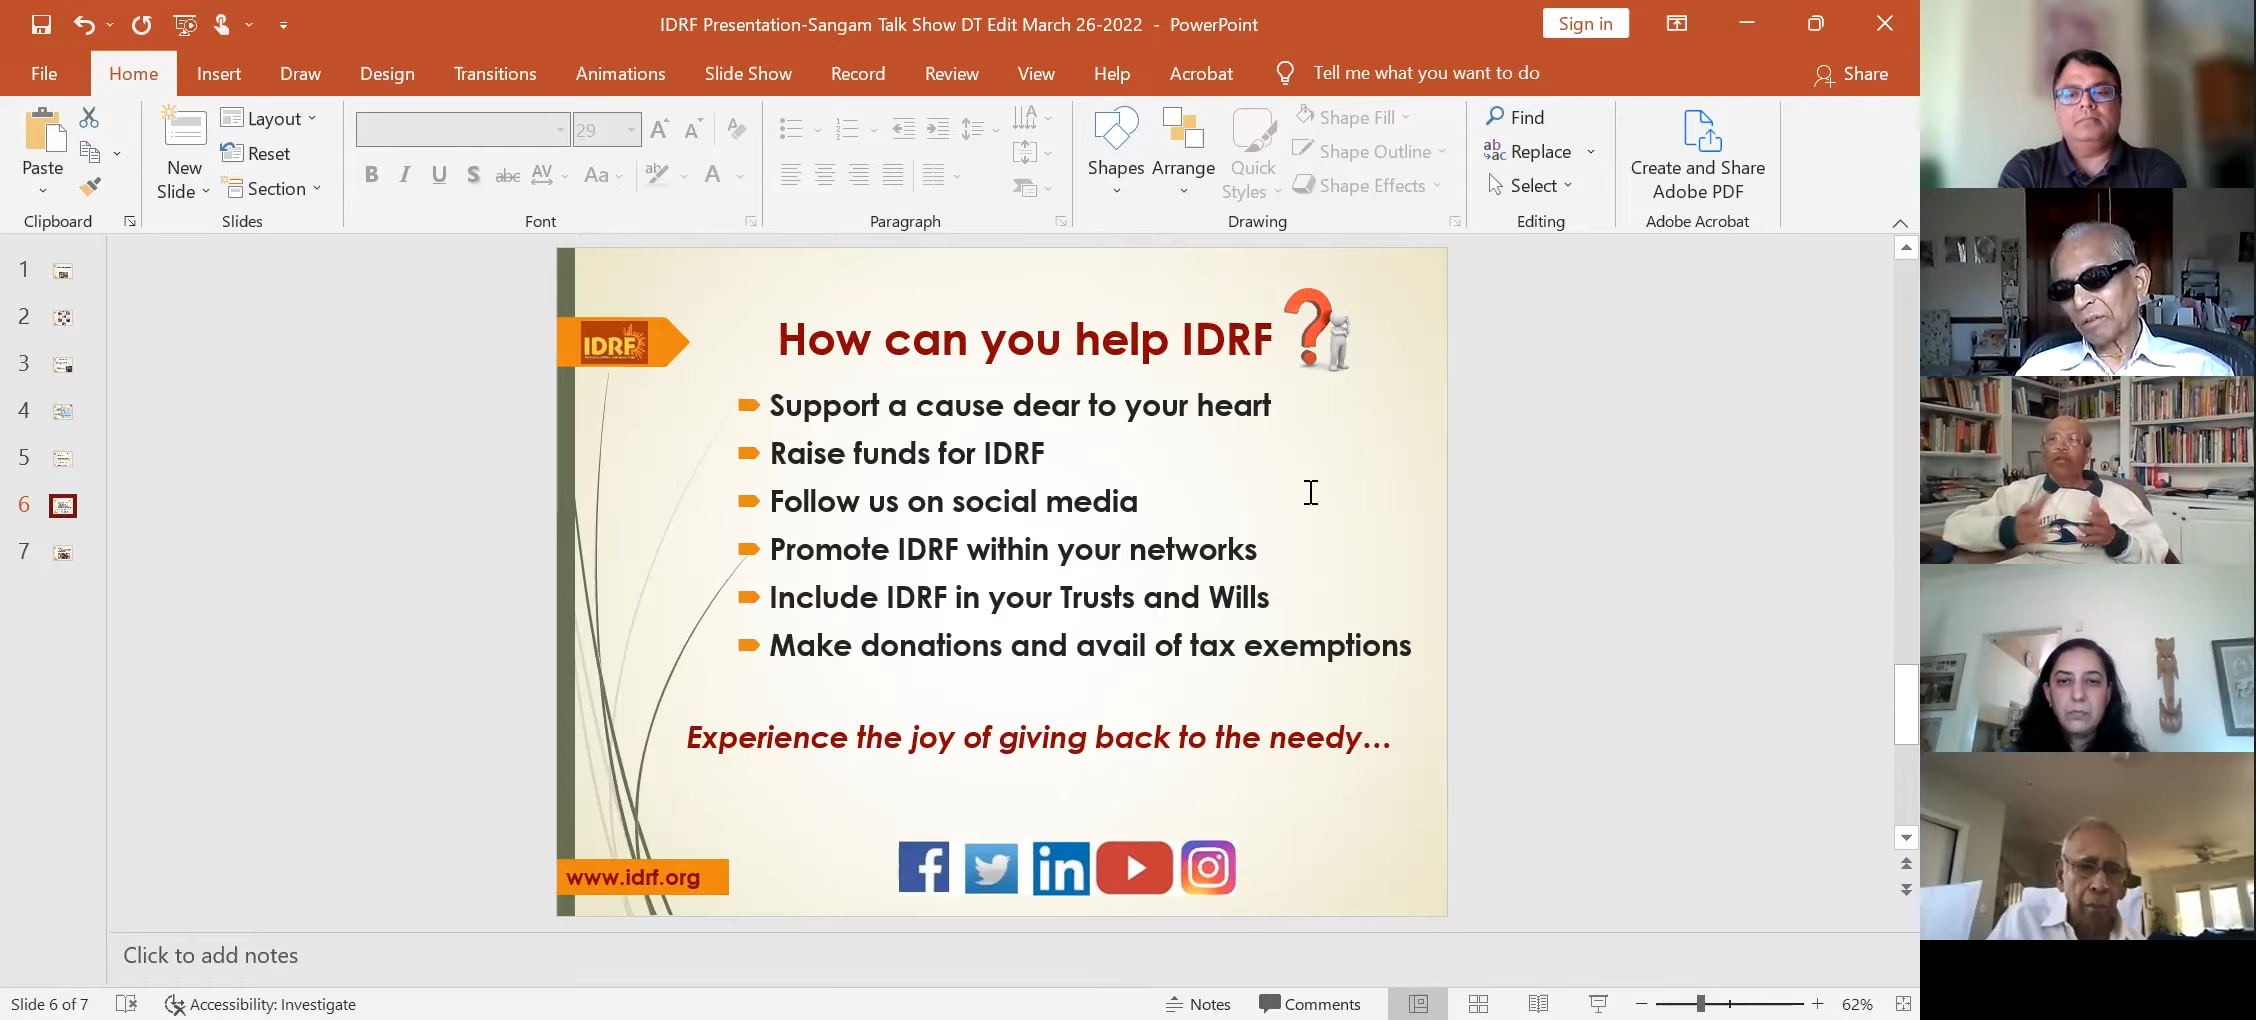 IDRF Presentation-Sangam Talk Show DT Edit March 26-2022 - PowerPoint
Sign in
File
Home
Insert
Draw
Design
Transitions
Animations
Slide Show
Record
Review
View
Help
Acrobat
Tell me what you want to do
Share
Paste
Clipboard
New Slide
Layout
Reset
Section
Slides
29
B I U S abc AV Aa A
Font
Paragraph
Shapes
Arrange
Quick Styles
Shape Fill
Shape Outline
Shape Effects
Drawing
Find
Replace
Select
Editing
Create and Share
Adobe PDF
Adobe Acrobat
1
2
3
4
5
6
7
IDRF
How can you help IDRF
Support a cause dear to your heart
Raise funds for IDRF
Follow us on social media
Promote IDRF within your networks
Include IDRF in your Trusts and Wills
Make donations and avail of tax exemptions
Experience the joy of giving back to the needy...
www.idrf.org
Click to add notes
Slide 6 of 7
Accessibility: Investigate
Notes
Comments
62%